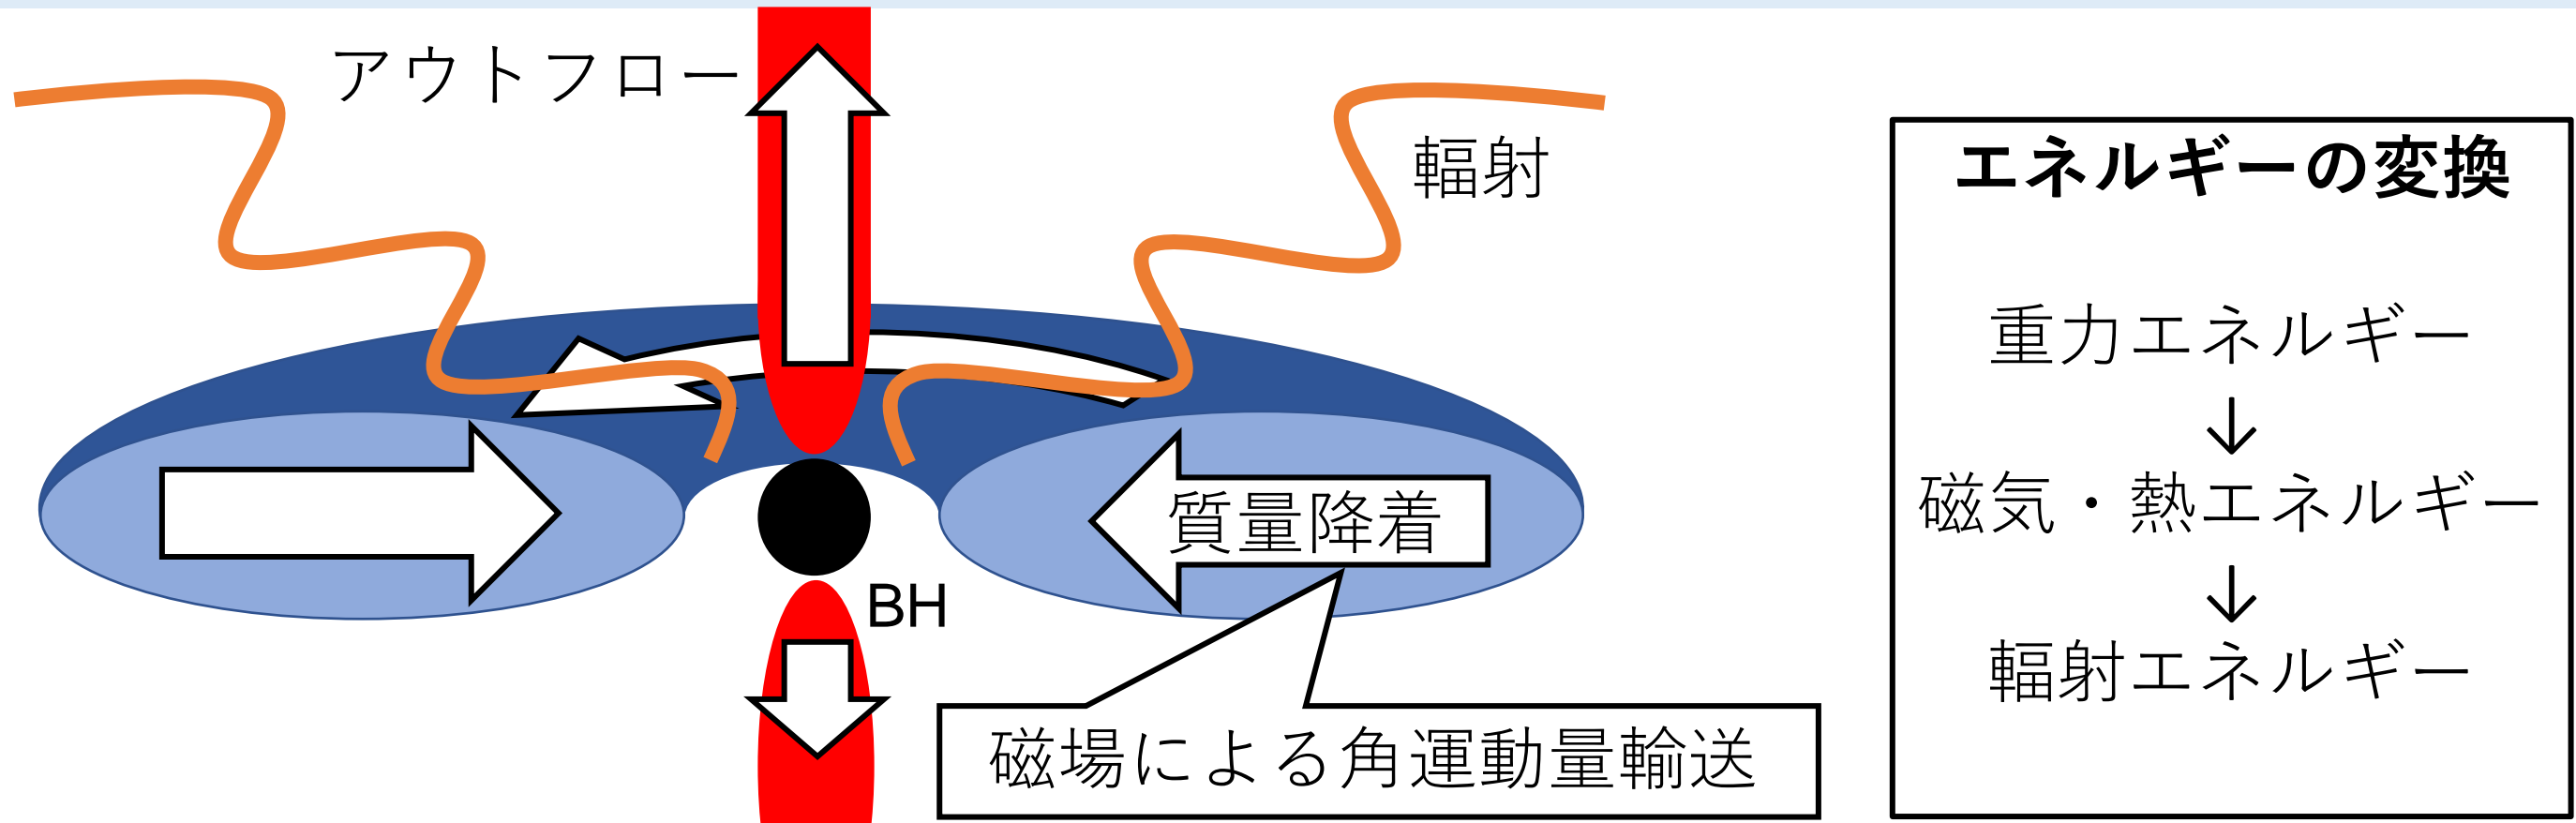 アウトフロー
輻射
質量降着
BH
磁場による角運動量輸送
エネルギーの変換
重力エネルギー
↓
磁気・熱エネルギー
↓
輻射エネルギー